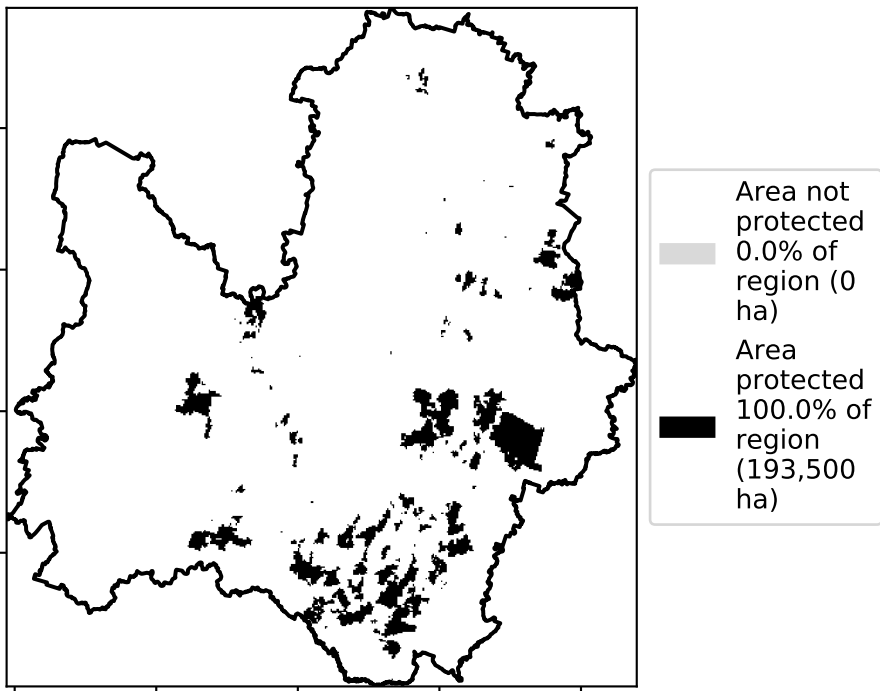 Area not
protected
0.0% of
region (0
ha)
Area
protected
100.0% of
region
(193,500
ha)